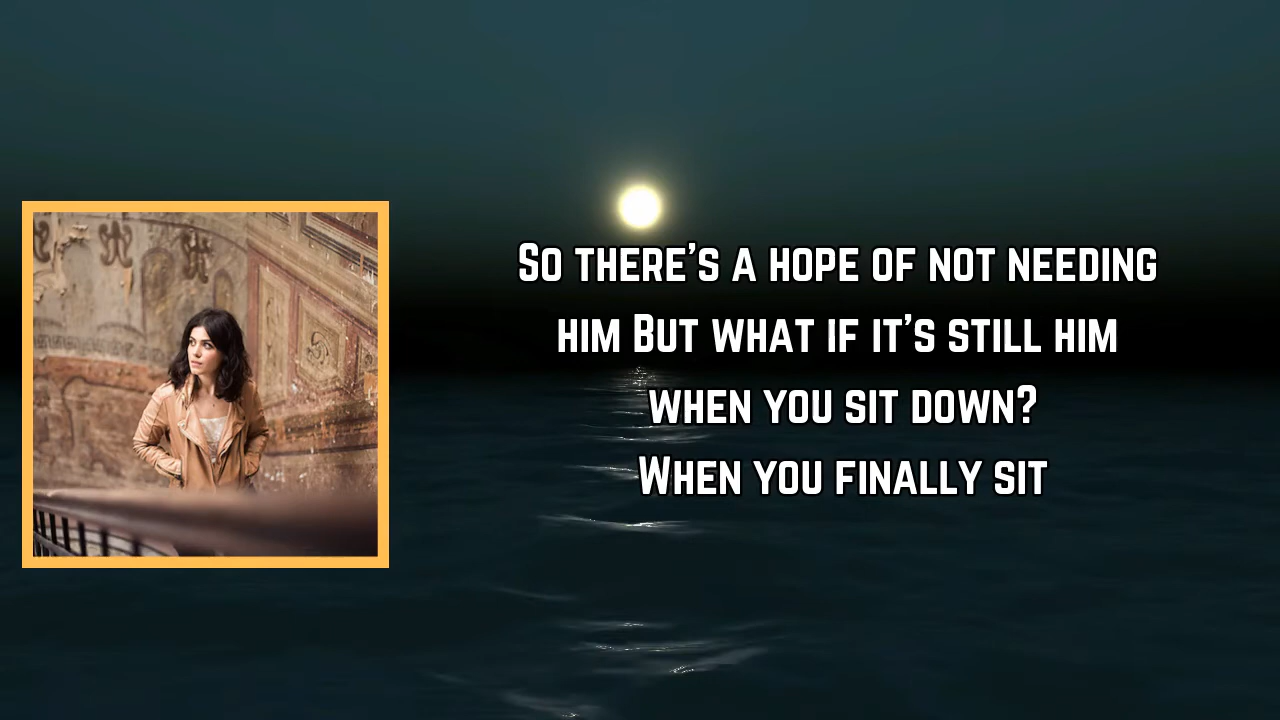 So there's a hope of not needing
him But what if it's still him
when you sit down?
When you finally sit